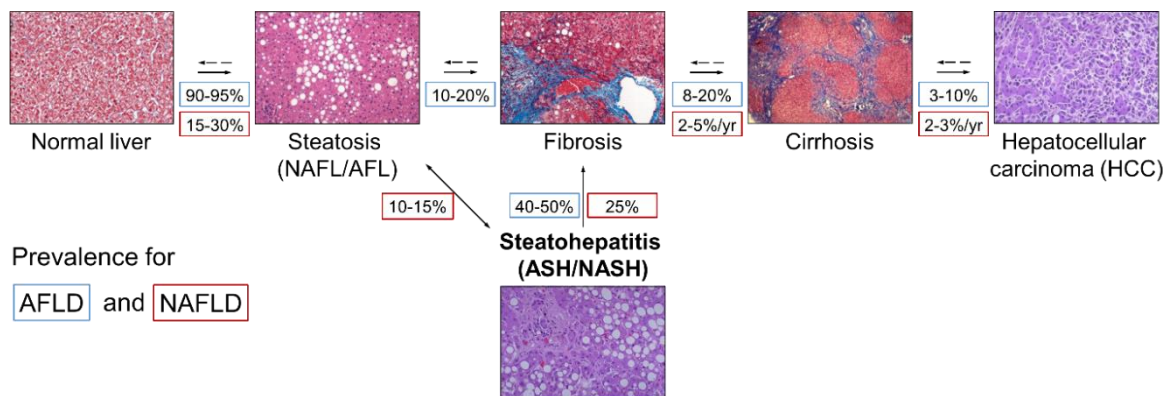 90-95%
15-30%
10-20%
8-20%
2-5%/yr
3-10%
2-3%/yr
Normal liver
Steatosis
(NAFL/AFL)
Fibrosis
Cirrhosis
Hepatocellular
carcinoma (HCC)
10-15%
40-50%
25%
Steatohepatitis
(ASH/NASH)
Prevalence for
AFLD and NAFLD